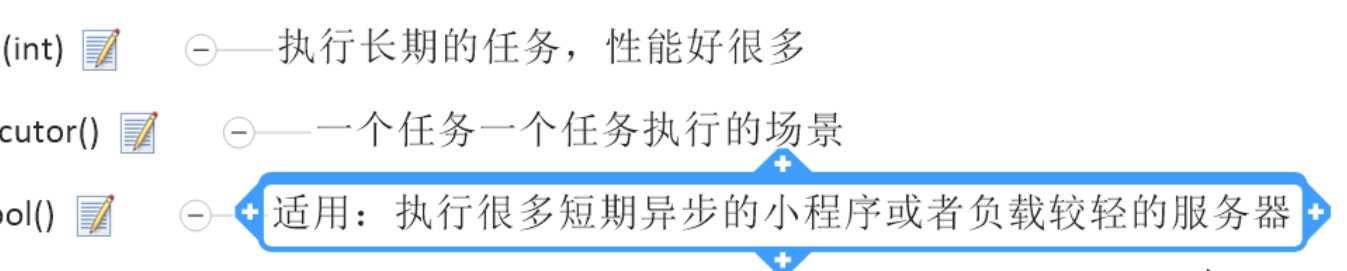 (int) 执行长期的任务，性能好很多
cutor() 一个任务一个任务执行的场景
ool() 适用：执行很多短期异步的小程序或者负载较轻的服务器